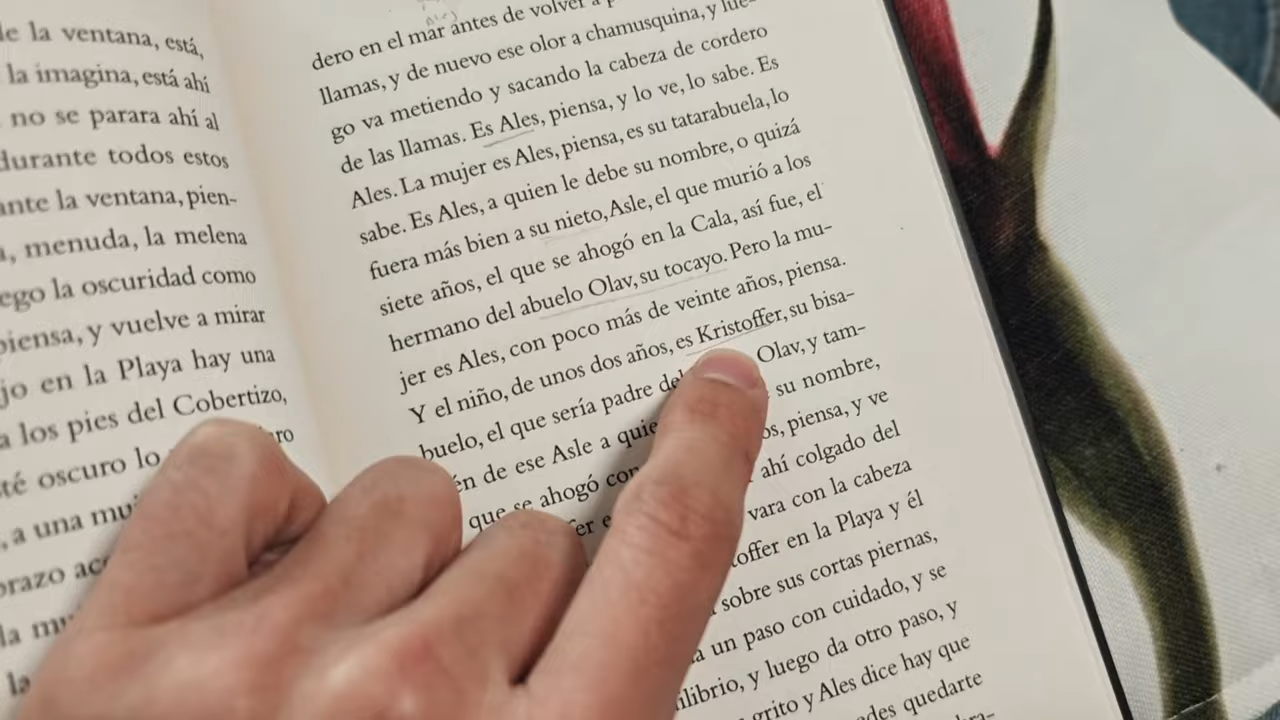 de la ventana, está,
la imagina, está ahí
no se parara ahí al
durante todos estos
ante la ventana, pien-
menuda, la melena
ego la oscuridad como
piensa, y vuelve a mirar
jo en la Playa hay una
a los pies del Cobertizo,
té oscuro lo
, a una
brazo
la
la
dero en el mar antes de volver a
llamas, y de nuevo ese olor a chamusquina, y lue-
go va metiendo y sacando la cabeza de cordero
de las llamas. Es Ales, piensa, y lo ve, lo sabe. Es
Ales. La mujer es Ales, piensa, es su tatarabuela, lo
sabe. Es Ales, a quien le debe su nombre, o quizá
fuera más bien a su nieto, Asle, el que murió a los
siete años, el que se ahogó en la Cala, así fue, el
hermano del abuelo Olav, su tocayo. Pero la mu-
jer es Ales, con poco más de veinte años, piensa.
Y el niño, de unos dos años, es Kristoffer, su bisa-
buelo, el que sería padre del Olav, y tam-
én de ese Asle a quie su nombre,
que se ahogó con os, piensa, y ve
er e ahí colgado del
vara con la cabeza
toffer en la Playa y él
sobre sus cortas piernas,
a un paso con cuidado, y se
ilibrio, y luego da otro paso, y
grito y Ales dice hay que
edes quedarte